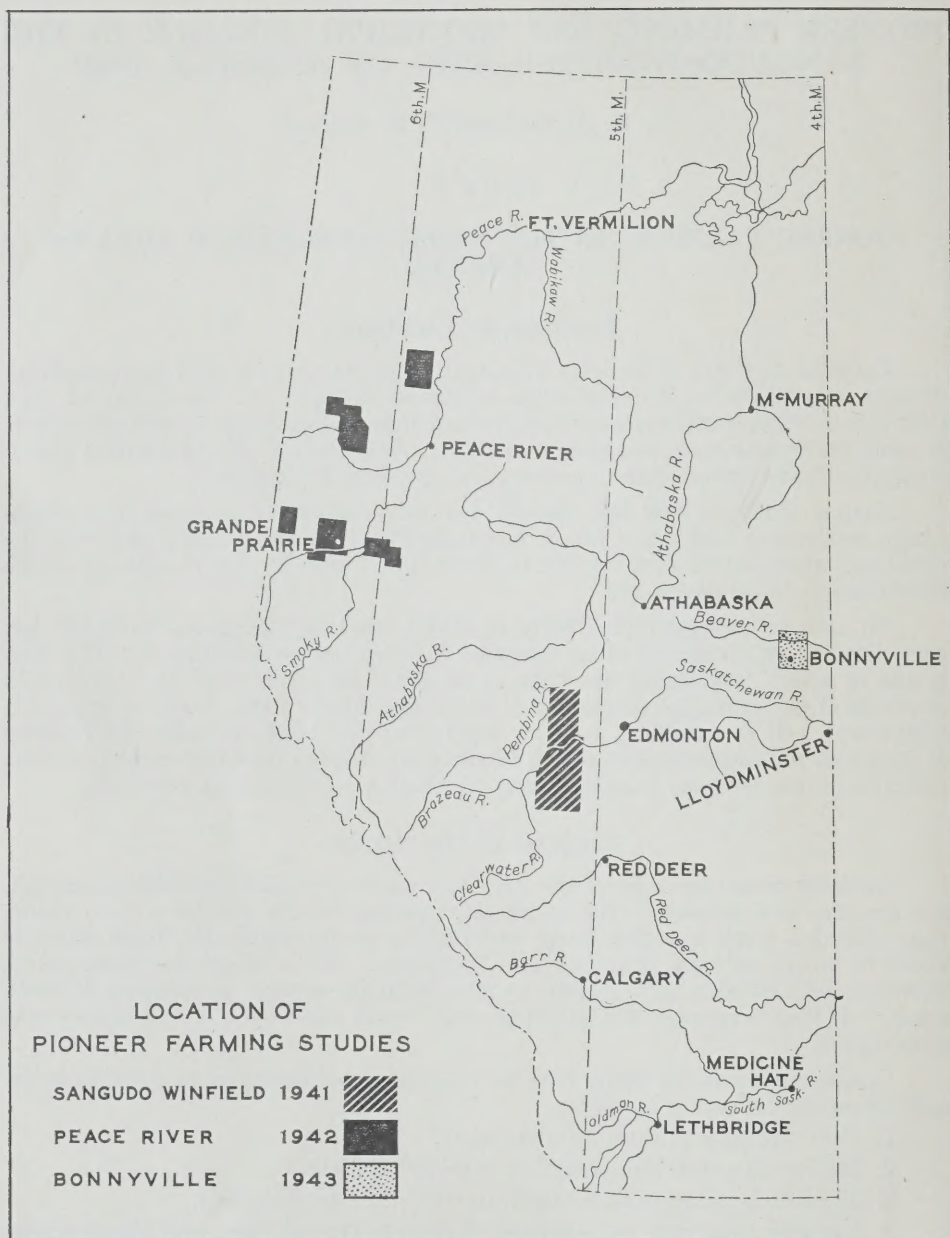 6th. M.
5th. M.
4th. M.
Peace R.
FT. VERMILION
Wabikaw R.
McMURRAY
PEACE RIVER
Athabaska R.
GRANDE
PRAIRIE
ATHABASKA
Beaver R.
BONNYVILLE
Smoky R.
Athabaska R.
Saskatchewan R.
Pembina R.
EDMONTON
LLOYDMINSTER
Brazeau R.
Clearwater R.
RED DEER
Red Deer R.
Barr R.
CALGARY
MEDICINE
HAT
South Sask. R.
Oldman R.
LETHBRIDGE
LOCATION OF
PIONEER FARMING STUDIES
SANGUDO WINFIELD 1941
PEACE RIVER 1942
BONNYVILLE 1943